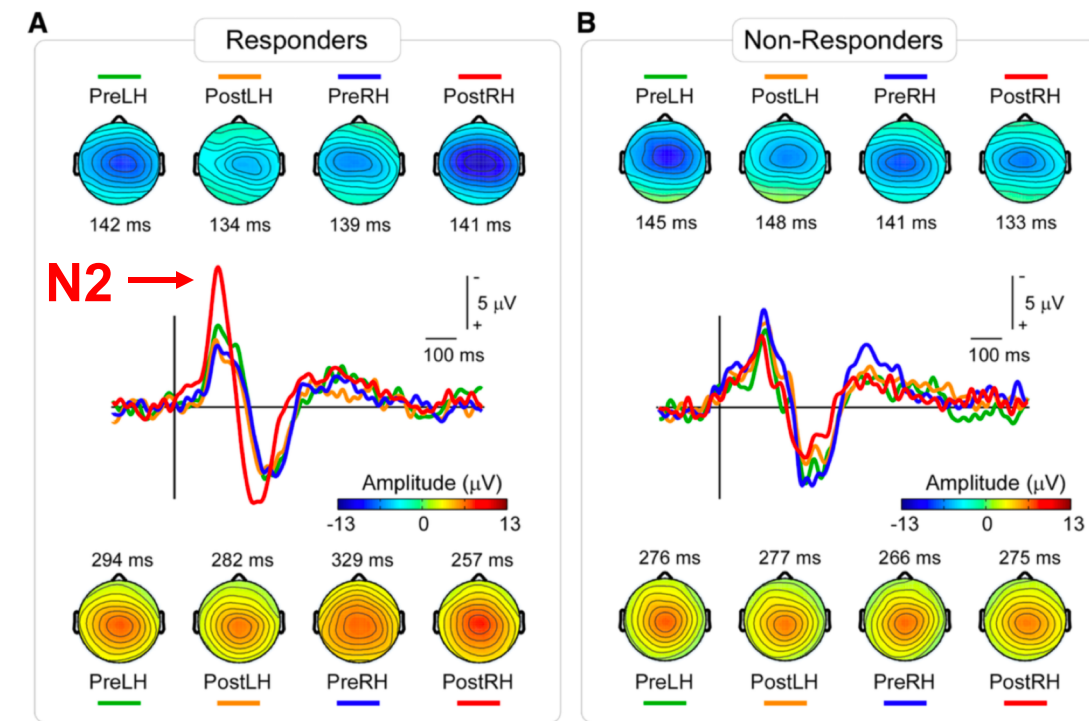 A
Responders
PreLH PostLH PreRH PostRH
142 ms 134 ms 139 ms 141 ms
N2
-
5 μV
+
100 ms
Amplitude (μV)
-13 0 13
294 ms 282 ms 329 ms 257 ms
PreLH PostLH PreRH PostRH
B
Non-Responders
PreLH PostLH PreRH PostRH
145 ms 148 ms 141 ms 133 ms
-
5 μV
+
100 ms
Amplitude (μV)
-13 0 13
276 ms 277 ms 266 ms 275 ms
PreLH PostLH PreRH PostRH